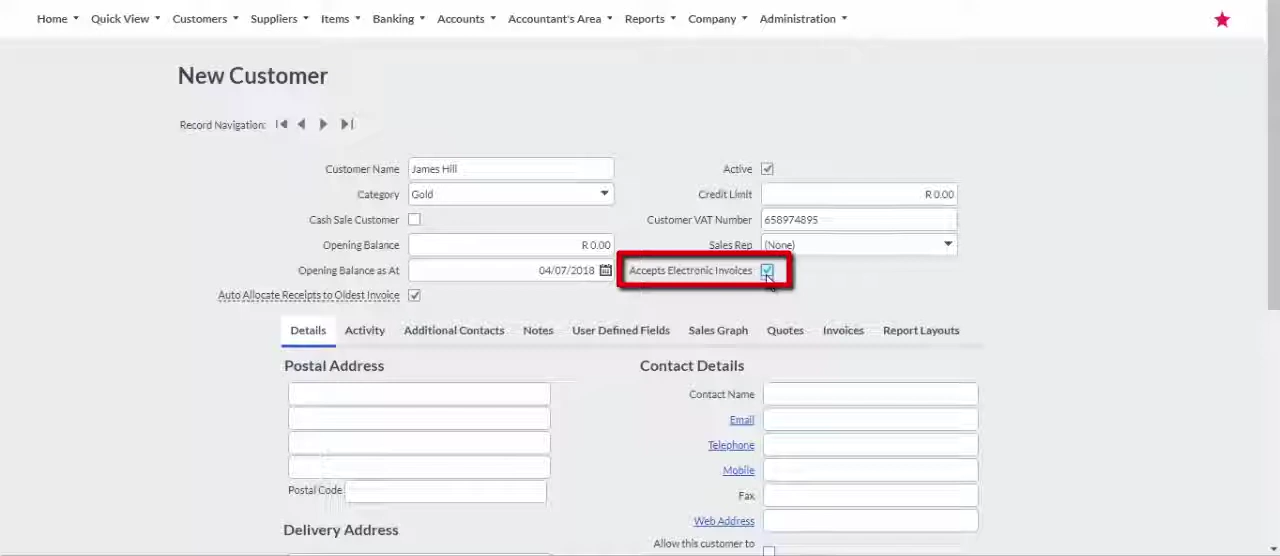 Home Quick View Customers Suppliers Items Banking Accounts Accountant's Area Reports Company Administration
New Customer
Record Navigation:
Customer Name James Hill Active
Category Gold Credit Limit R 0.00
Cash Sale Customer Customer VAT Number 658974895
Opening Balance R 0.00 Sales Rep (None)
Opening Balance as At 04/07/2018 Accepts Electronic Invoices
Auto Allocate Receipts to Oldest Invoice
Details Activity Additional Contacts Notes User Defined Fields Sales Graph Quotes Invoices Report Layouts
Postal Address Contact Details
Contact Name
Email
Telephone
Mobile
Postal Code Fax
Web Address
Delivery Address
Allow this customer to